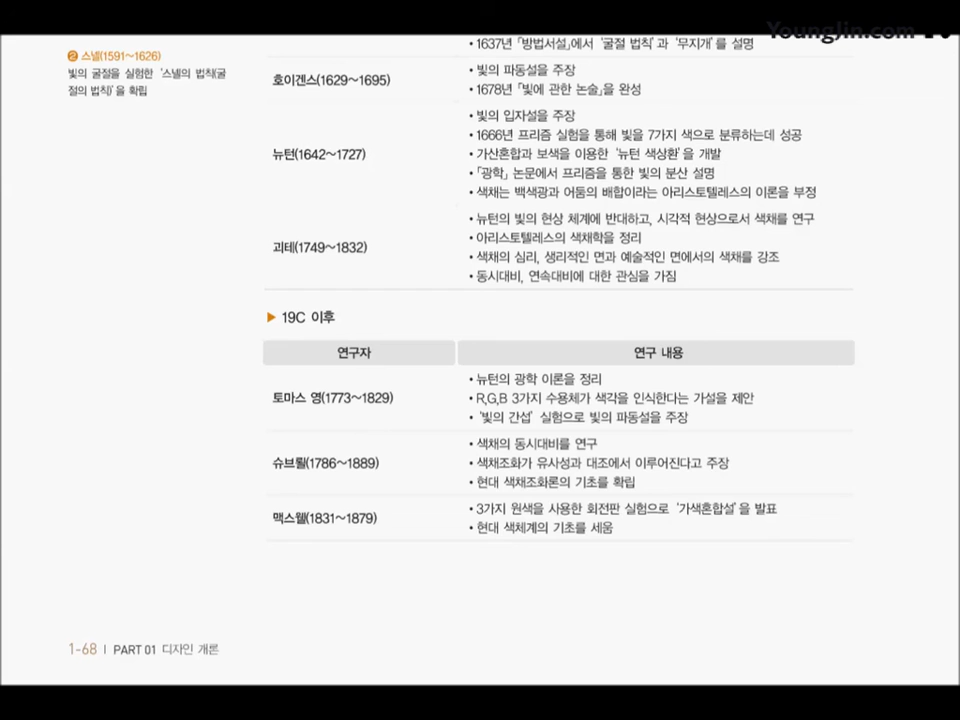 Youngjin.com
❷ 스넬(1591~1626)
빛의 굴절을 실험한 '스넬의 법칙(굴
절의 법칙)'을 확립
• 1637년 「방법서설」에서 '굴절 법칙'과 '무지개'를 설명
호이겐스(1629~1695)
• 빛의 파동설을 주장
• 1678년 「빛에 관한 논술」을 완성
뉴턴(1642~1727)
• 빛의 입자설을 주장
• 1666년 프리즘 실험을 통해 빛을 7가지 색으로 분류하는데 성공
• 가산혼합과 보색을 이용한 '뉴턴 색상환'을 개발
• 「광학」 논문에서 프리즘을 통한 빛의 분산 설명
• 색채는 백색광과 어둠의 배합이라는 아리스토텔레스의 이론을 부정
괴테(1749~1832)
• 뉴턴의 빛의 현상 체계에 반대하고, 시각적 현상으로서 색채를 연구
• 아리스토텔레스의 색채학을 정리
• 색채의 심리, 생리적인 면과 예술적인 면에서의 색채를 강조
• 동시대비, 연속대비에 대한 관심을 가짐
▶ 19C 이후
연구자 연구 내용
토마스 영(1773~1829)
• 뉴턴의 광학 이론을 정리
• R,G,B 3가지 수용체가 색각을 인식한다는 가설을 제안
• '빛의 간섭' 실험으로 빛의 파동설을 주장
슈브뢸(1786~1889)
• 색채의 동시대비를 연구
• 색채조화가 유사성과 대조에서 이루어진다고 주장
• 현대 색채조화론의 기초를 확립
맥스웰(1831~1879)
• 3가지 원색을 사용한 회전판 실험으로 '가색혼합설'을 발표
• 현대 색체계의 기초를 세움
1-68 | PART 01 디자인 개론